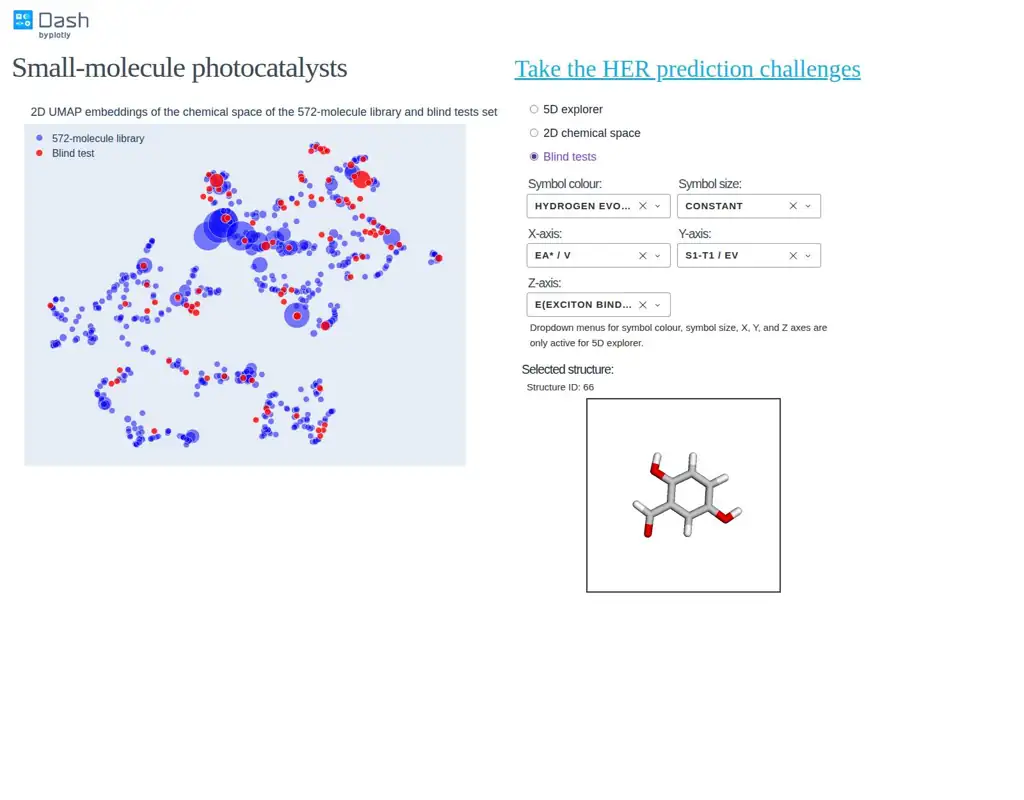 Dash
by plotly
Small-molecule photocatalysts
Take the HER prediction challenges
2D UMAP embeddings of the chemical space of the 572-molecule library and blind tests set
572-molecule library
Blind test
5D explorer
2D chemical space
Blind tests
Symbol colour:
Symbol size:
HYDROGEN EVO...
CONSTANT
X-axis:
Y-axis:
EA* / V
S1-T1 / EV
Z-axis:
E(EXCITON BIND...
Dropdown menus for symbol colour, symbol size, X, Y, and Z axes are
only active for 5D explorer.
Selected structure:
Structure ID: 66